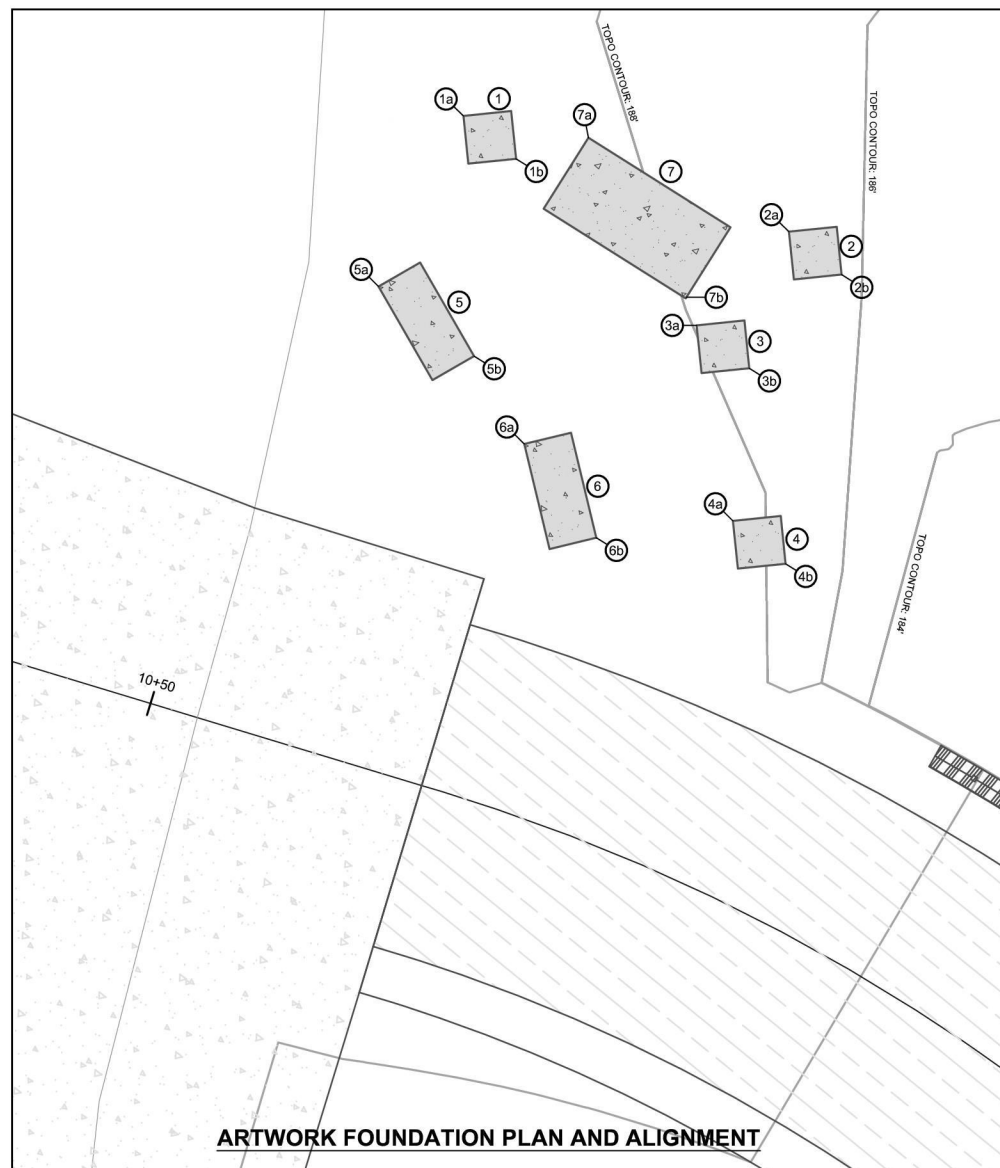 TOPO CONTOUR: 188'
TOPO CONTOUR: 186'
1a
1
1b
7a
7
7b
2a
2
2b
3a
3
3b
5a
5
5b
6a
6
6b
4a
4
4b
TOPO CONTOUR: 184'
10+50
ARTWORK FOUNDATION PLAN AND ALIGNMENT